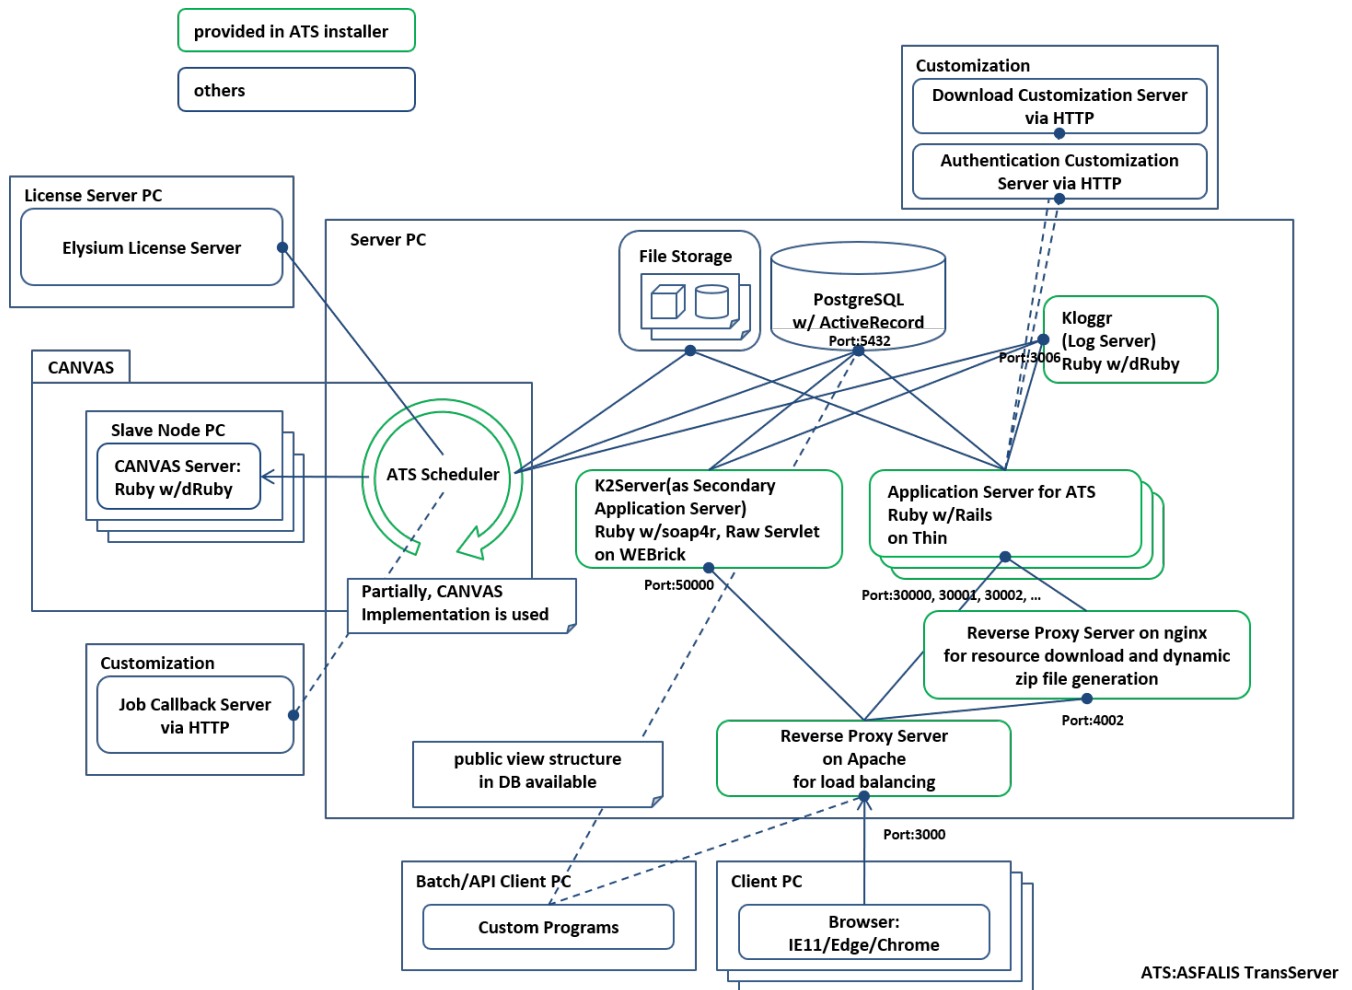 provided in ATS installer
others
Customization
Download Customization Server
via HTTP
Authentication Customization
Server via HTTP
License Server PC
Elysium License Server
Server PC
File Storage
PostgreSQL
w/ ActiveRecord
Port:5432
Kloggr
(Log Server)
Ruby w/dRuby
Port:3006
CANVAS
Slave Node PC
CANVAS Server:
Ruby w/dRuby
ATS Scheduler
K2Server(as Secondary
Application Server)
Ruby w/soap4r, Raw Servlet
on WEBrick
Port:50000
Application Server for ATS
Ruby w/Rails
on Thin
Port:30000, 30001, 30002, ...
Partially, CANVAS
Implementation is used
Reverse Proxy Server on nginx
for resource download and dynamic
zip file generation
Port:4002
Customization
Job Callback Server
via HTTP
public view structure
in DB available
Reverse Proxy Server
on Apache
for load balancing
Port:3000
Batch/API Client PC
Custom Programs
Client PC
Browser:
IE11/Edge/Chrome
ATS:ASFALIS TransServer